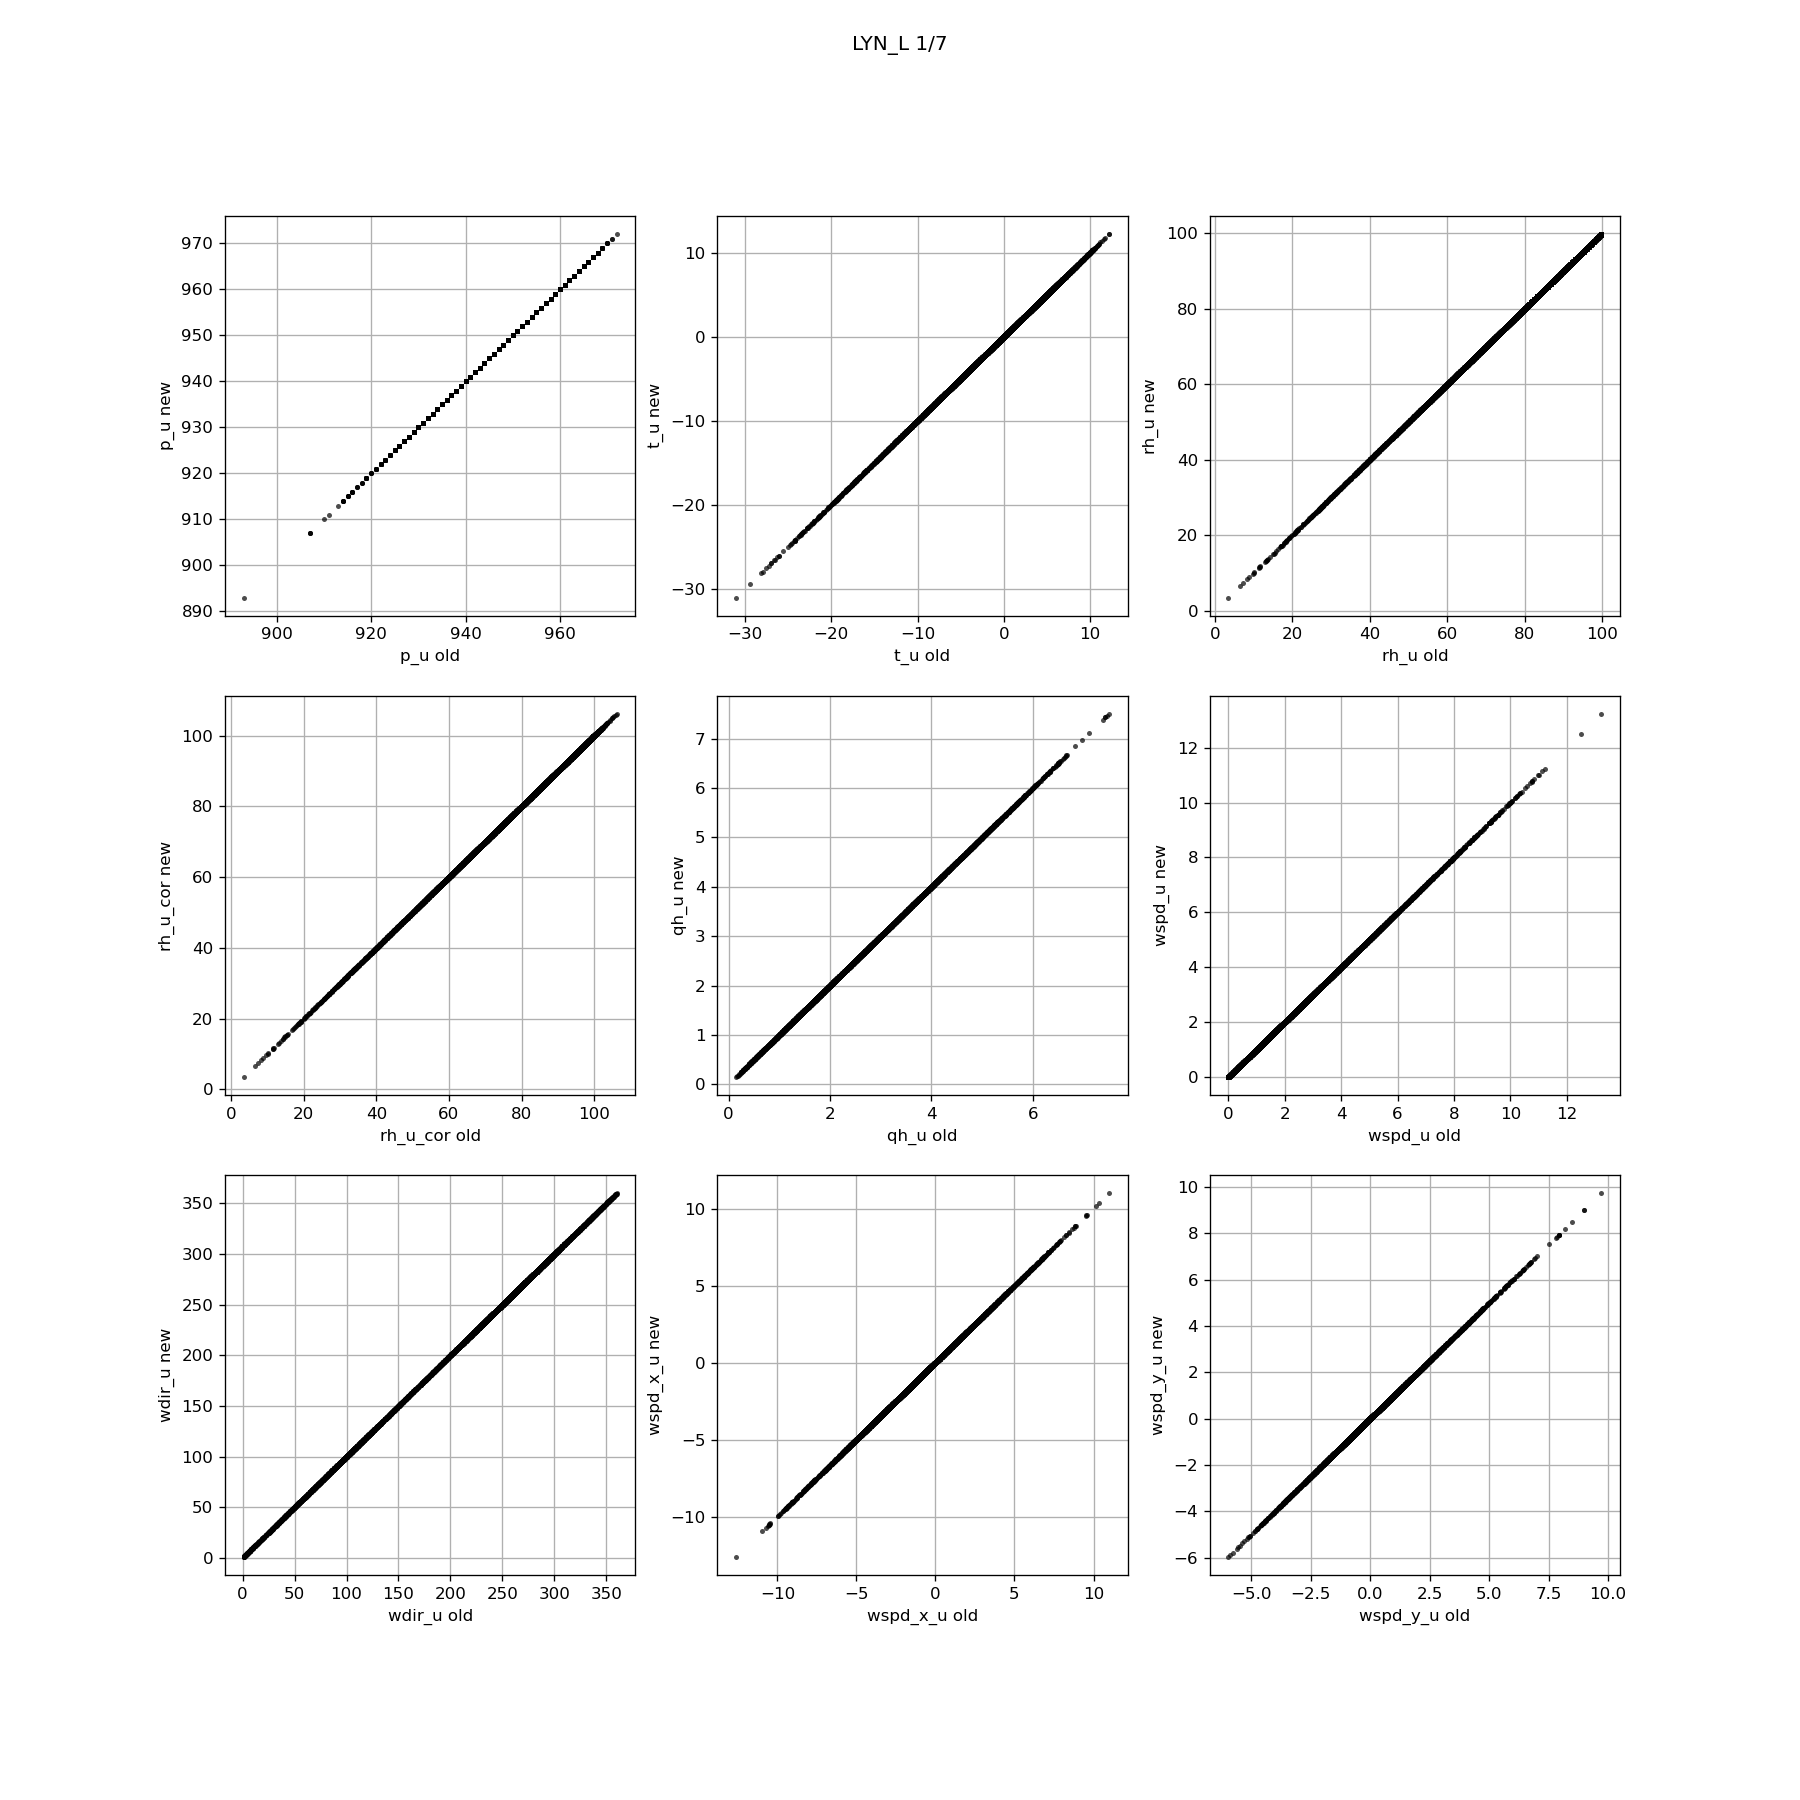 LYN_L 1/7
970
960
950
940
930
920
910
900
890
p_u new
900 920 940 960
p_u old
10
0
−10
−20
−30
t_u new
−30 −20 −10 0 10
t_u old
100
80
60
40
20
0
rh_u new
0 20 40 60 80 100
rh_u old
100
80
60
40
20
0
rh_u_cor new
0 20 40 60 80 100
rh_u_cor old
7
6
5
4
3
2
1
0
qh_u new
0 2 4 6
qh_u old
12
10
8
6
4
2
0
wspd_u new
0 2 4 6 8 10 12
wspd_u old
350
300
250
200
150
100
50
0
wdir_u new
0 50 100 150 200 250 300 350
wdir_u old
10
5
0
−5
−10
wspd_x_u new
−10 −5 0 5 10
wspd_x_u old
10
8
6
4
2
0
−2
−4
−6
wspd_y_u new
−5.0 −2.5 0.0 2.5 5.0 7.5 10.0
wspd_y_u old